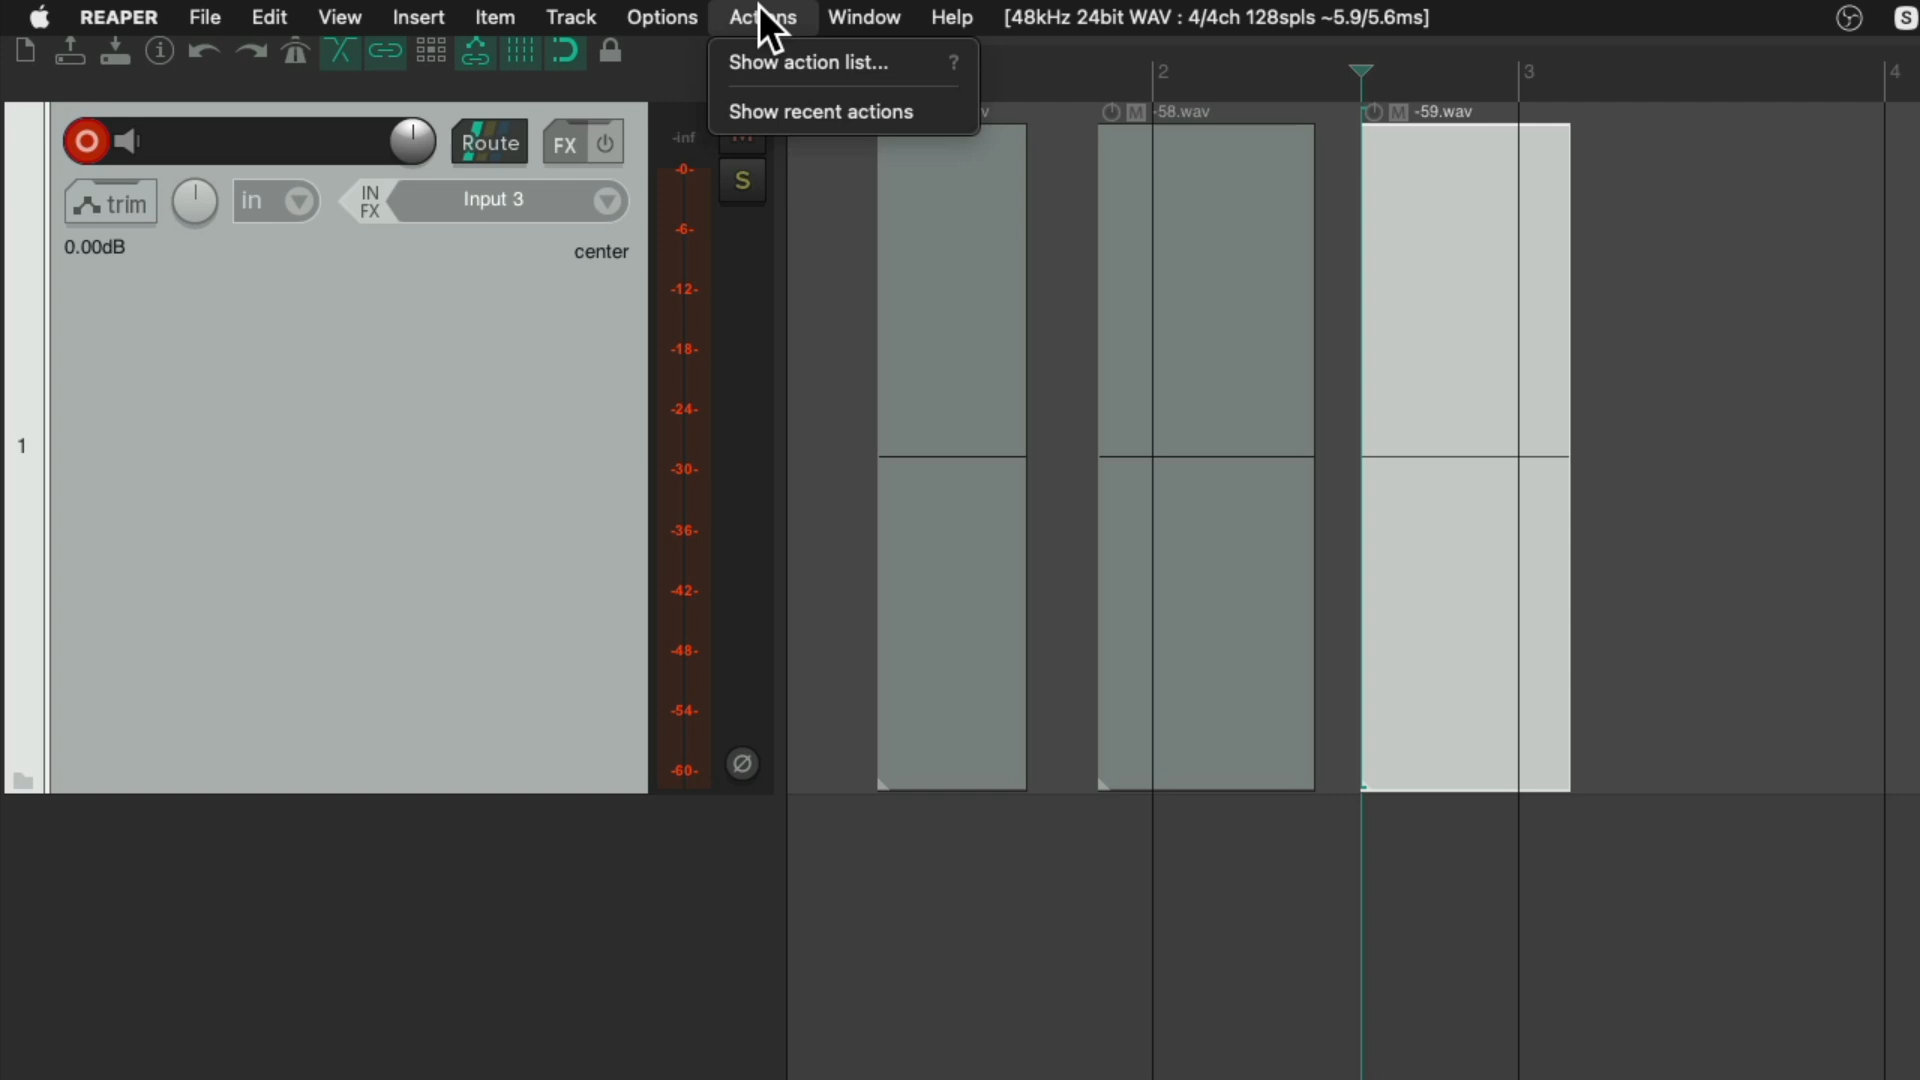 REAPER File Edit View Insert Item Track Options Actions Window Help [48kHz 24bit WAV : 4/4ch 128spls ~5.9/5.6ms] S
Show action list... ?
Show recent actions
2 3 4
v M -58.wav M -59.wav
Route FX
-inf M
-0-
S
trim in IN FX Input 3
0.00dB center
-6-
-12-
-18-
-24-
1
-30-
-36-
-42-
-48-
-54-
-60-